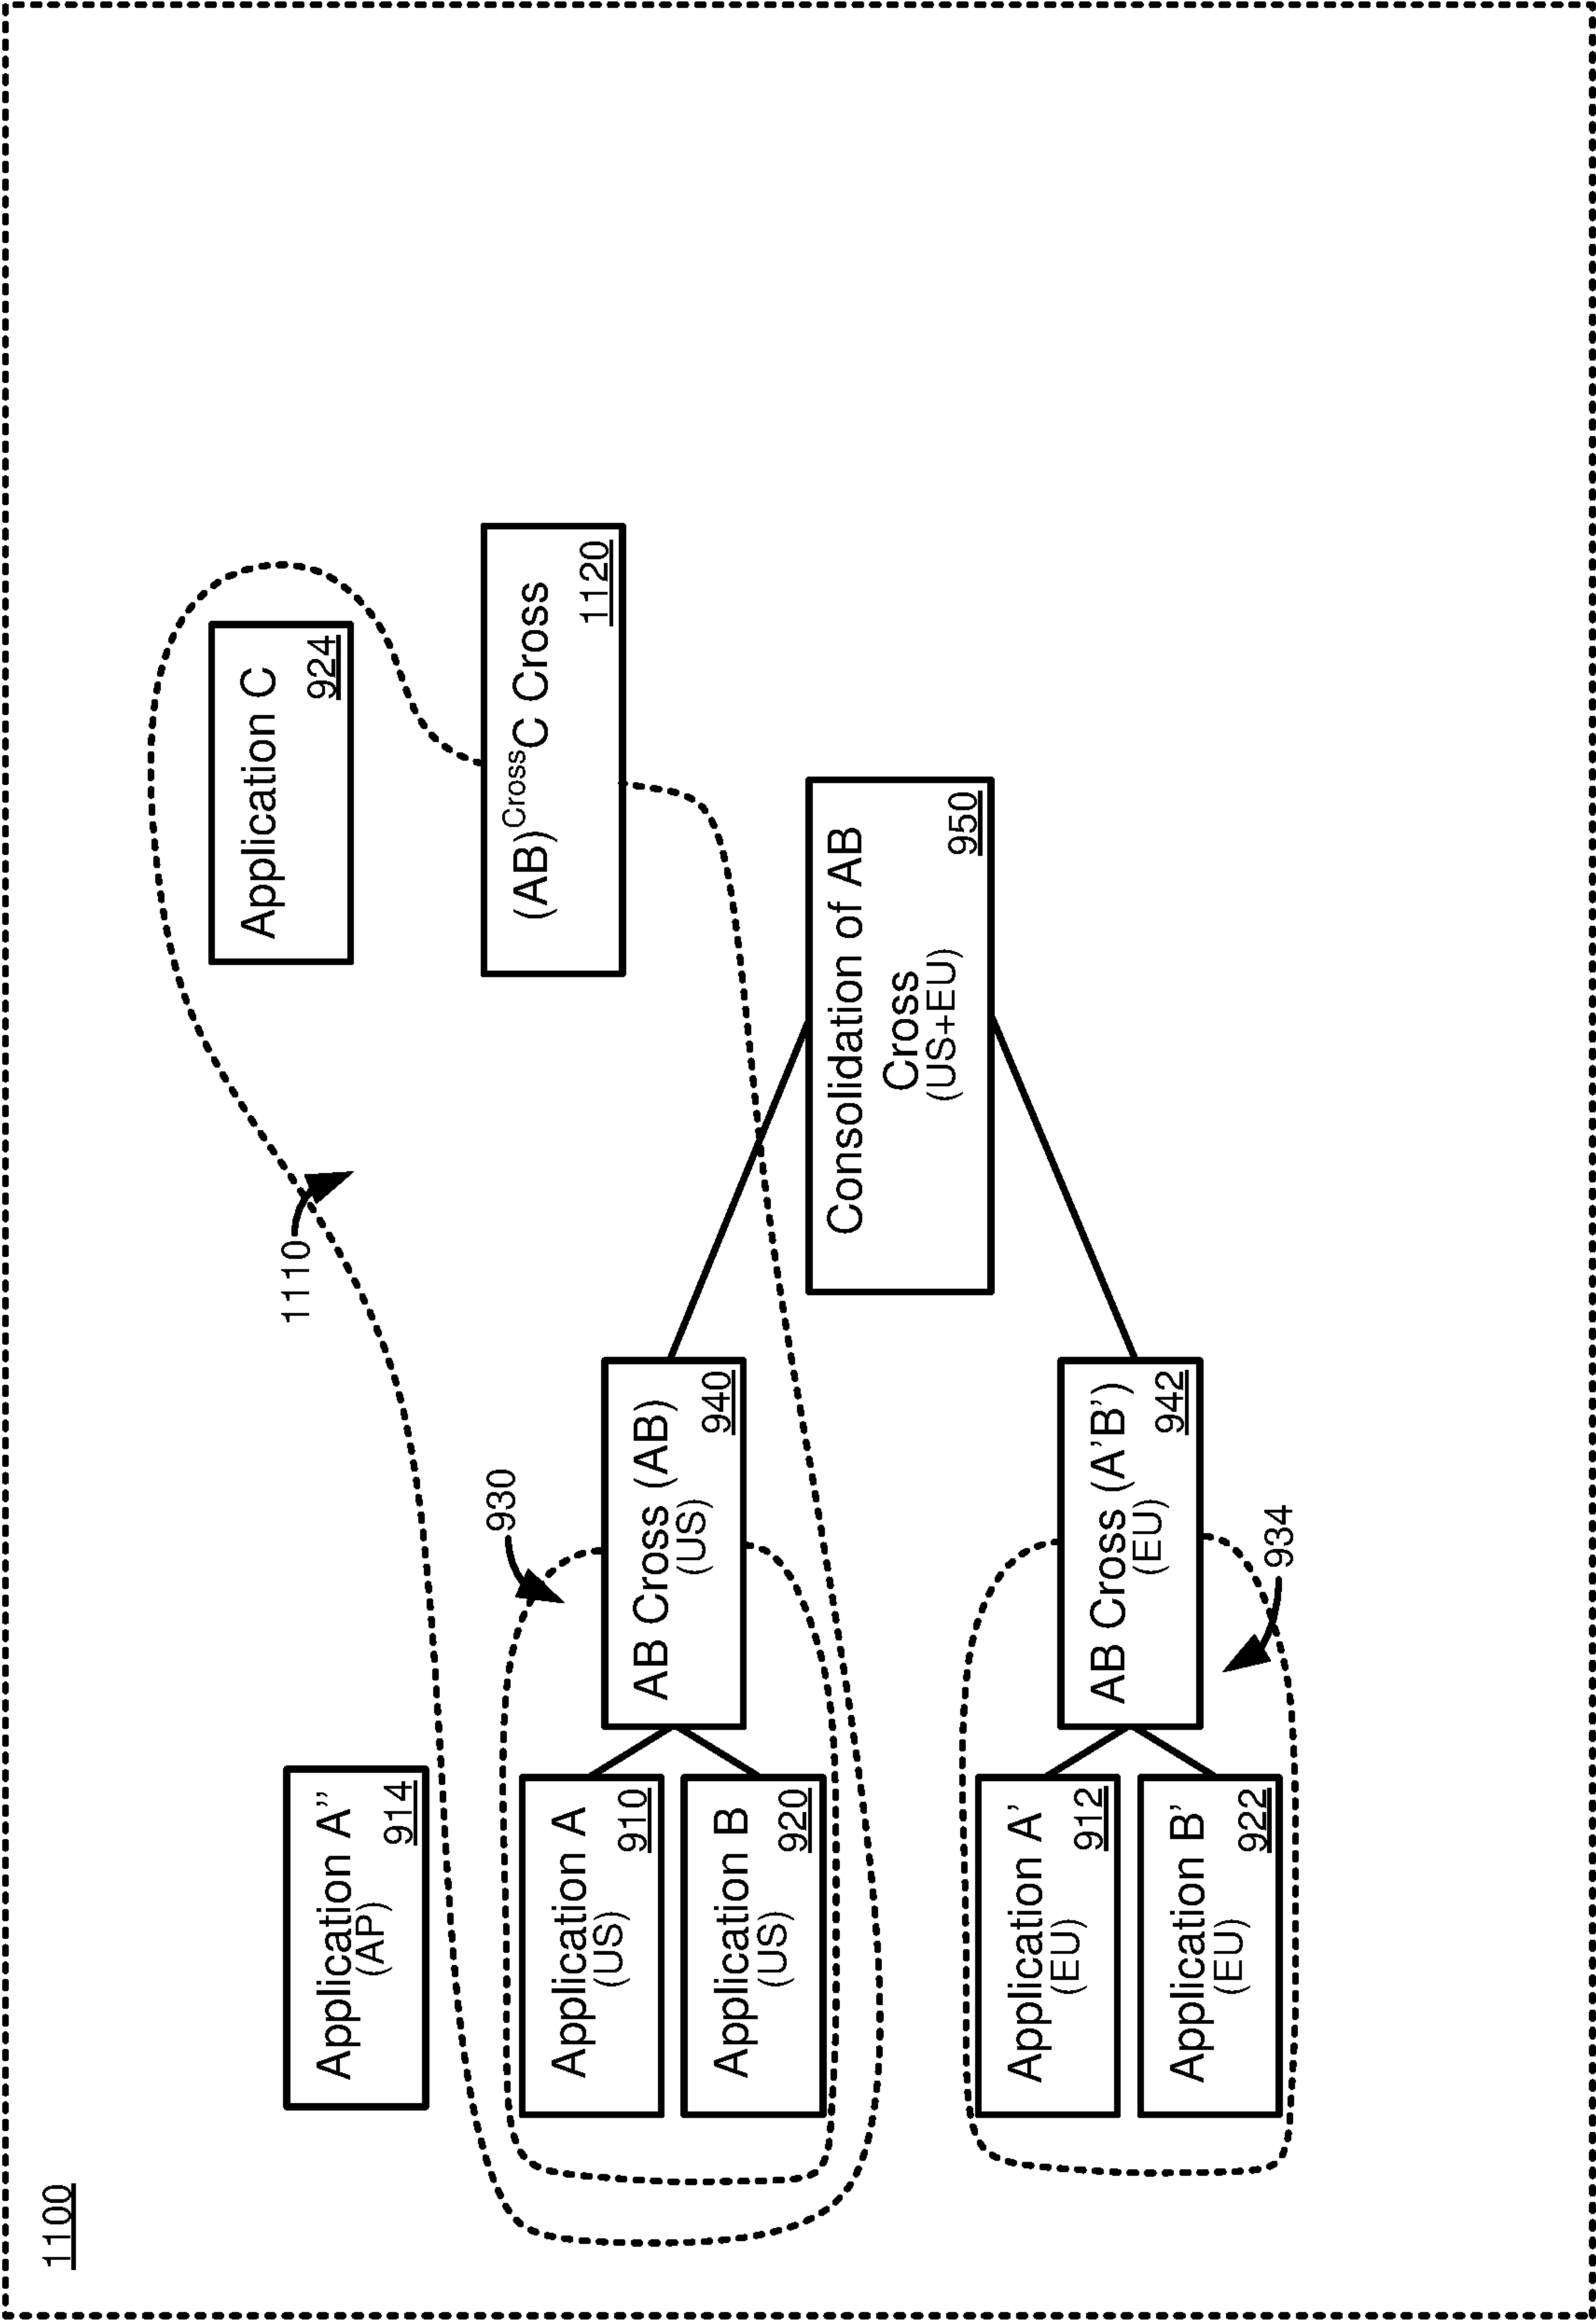 1100
Application A”
(AP)
914
1110
Application C
924
930
Application A
(US)
910
Application B
(US)
920
AB Cross (AB)
(US)
940
(AB)CrossC Cross
1120
Consolidation of AB
Cross
(US+EU)
950
Application A’
(EU)
912
Application B’
(EU)
922
AB Cross (A’B’)
(EU)
942
934